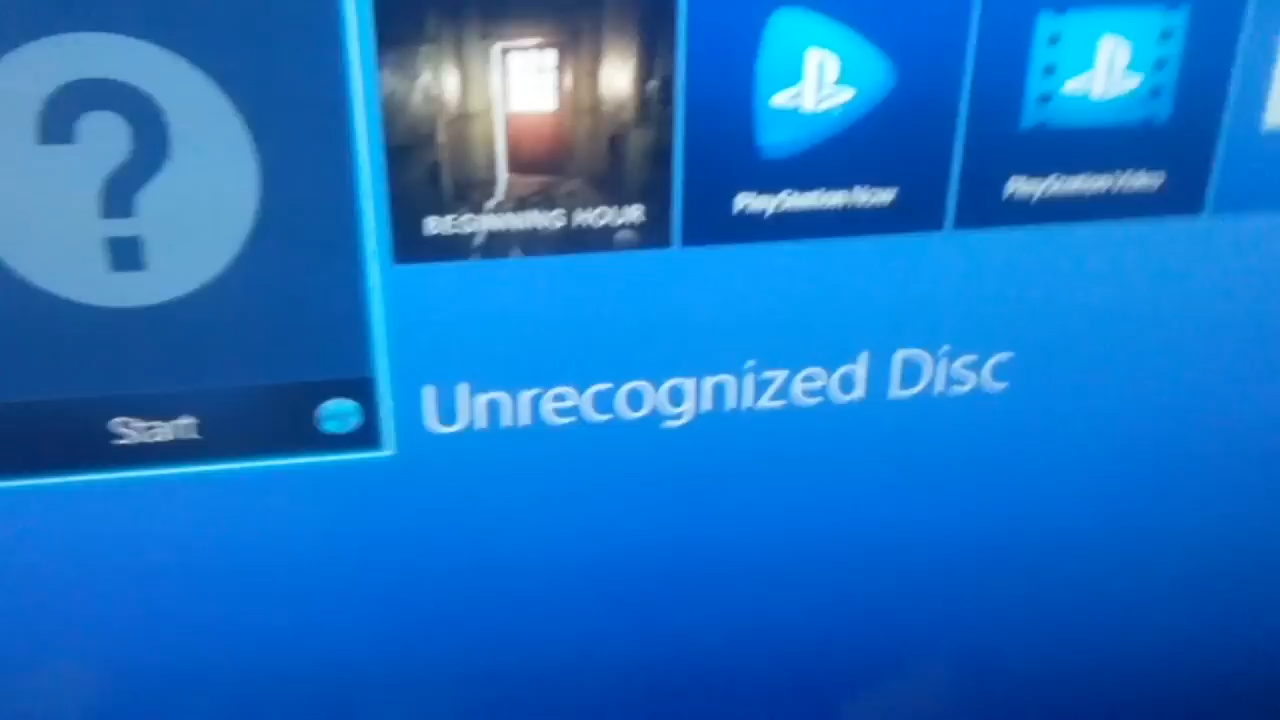 BEGINNING HOUR
PlayStation Now
PlayStation Video
Unrecognized Disc
Start